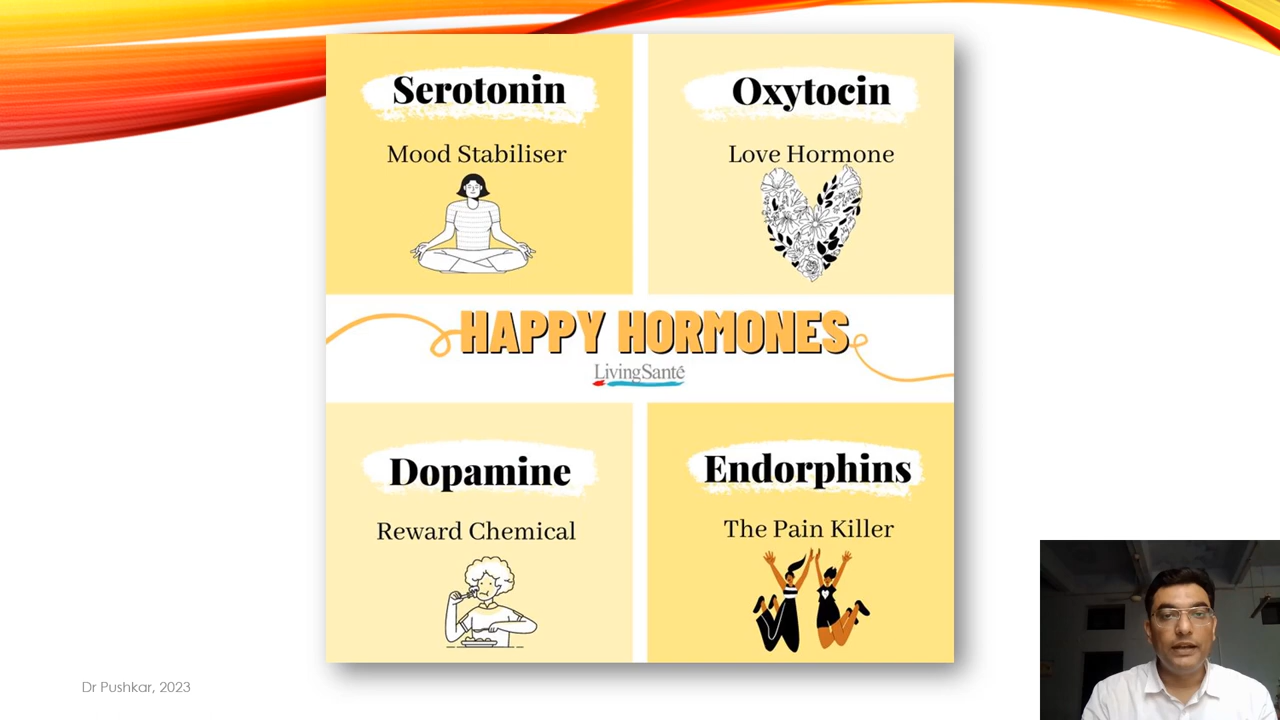 Serotonin
Mood Stabiliser
Oxytocin
Love Hormone
HAPPY HORMONES
LivingSanté
Dopamine
Reward Chemical
Endorphins
The Pain Killer
Dr Pushkar, 2023